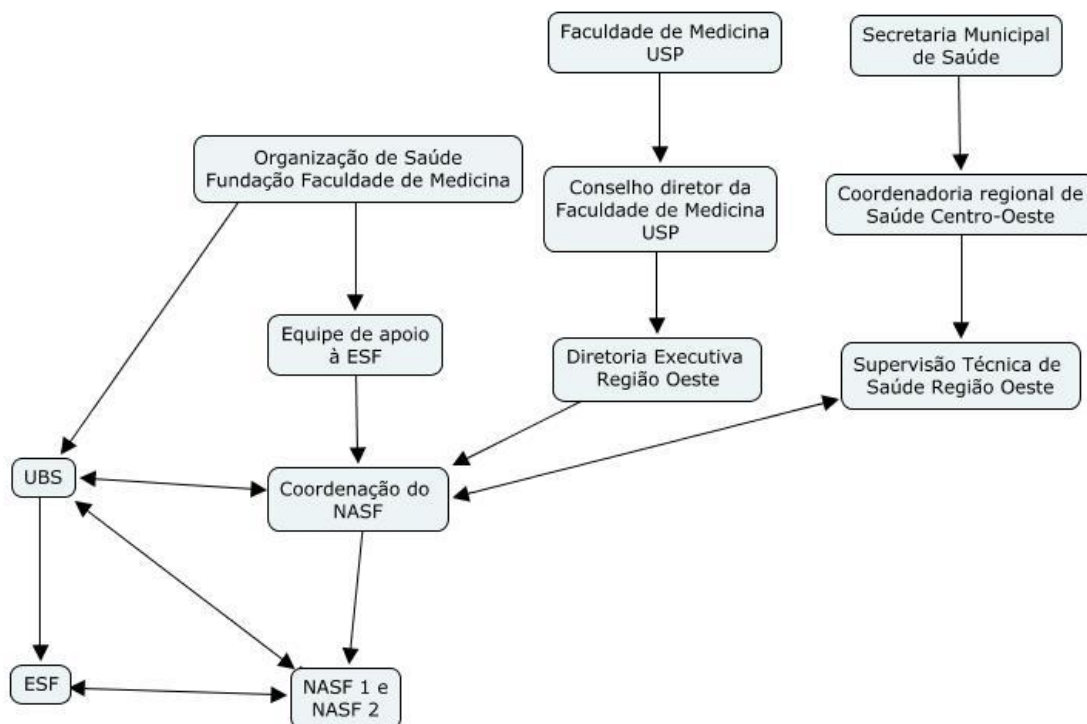 Faculdade de Medicina
USP
Secretaria Municipal
de Saúde
Organização de Saúde
Fundação Faculdade de Medicina
Conselho diretor da
Faculdade de Medicina
USP
Coordenadoria regional de
Saúde Centro-Oeste
Equipe de apoio
à ESF
Diretoria Executiva
Região Oeste
Supervisão Técnica de
Saúde Região Oeste
UBS
Coordenação do
NASF
ESF
NASF 1 e
NASF 2